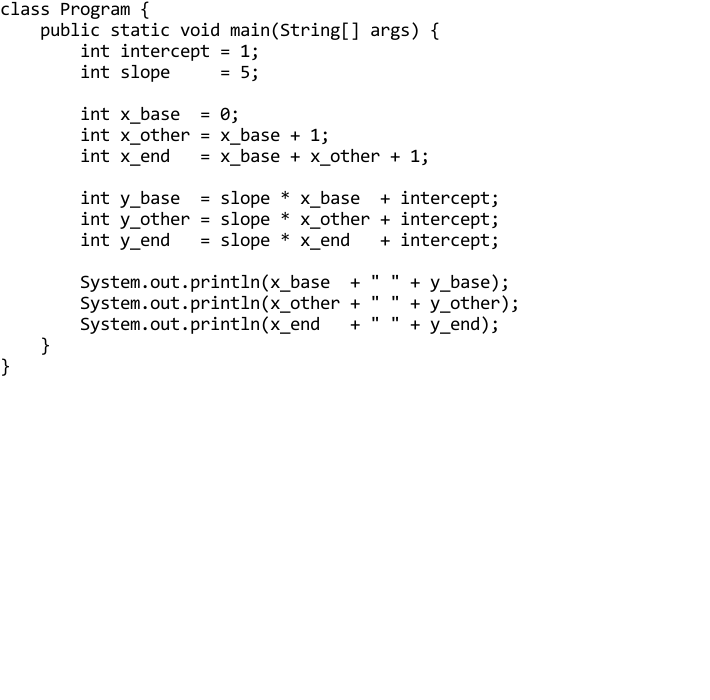 class Program {
    public static void main(String[] args) {
        int intercept = 1;
        int slope     = 5;

        int x_base  = 0;
        int x_other = x_base + 1;
        int x_end   = x_base + x_other + 1;

        int y_base  = slope * x_base  + intercept;
        int y_other = slope * x_other + intercept;
        int y_end   = slope * x_end   + intercept;

        System.out.println(x_base  + " " + y_base);
        System.out.println(x_other + " " + y_other);
        System.out.println(x_end   + " " + y_end);
    }
}